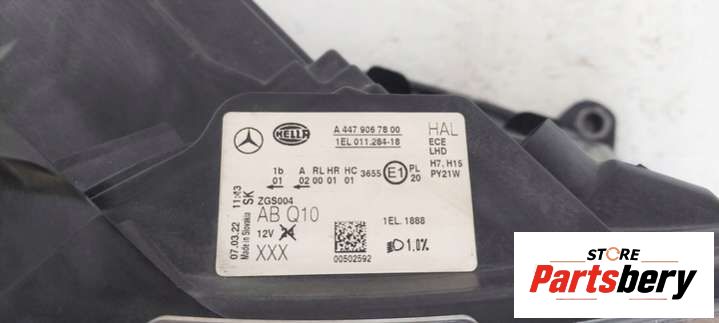 HELLA
A 447 906 78 00
1EL 011.284-18
HAL
ECE
LHD
1b A RL HR HC
01 02 00 01 01
3655 E1 PL
20
H7, H15
PY21W
07.03.22 11:43
Made in Slovakia SK
ZGS004
AB Q10
12V
XXX
00502592
1EL.1888
1.0%
STORE
Partsbery